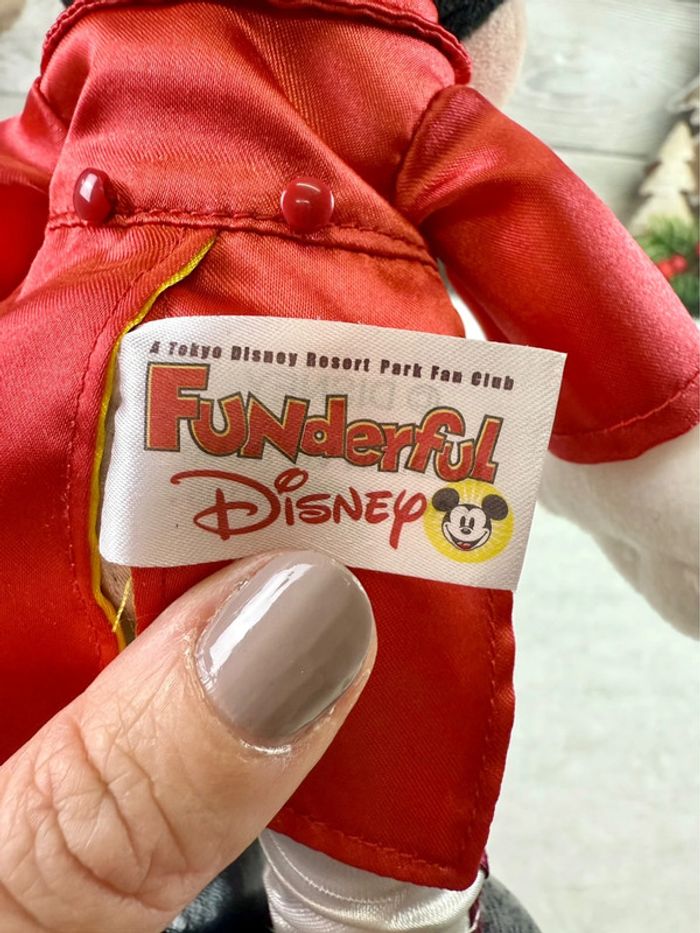 A Tokyo Disney Resort Park Fan Club
FUNderful
Disney